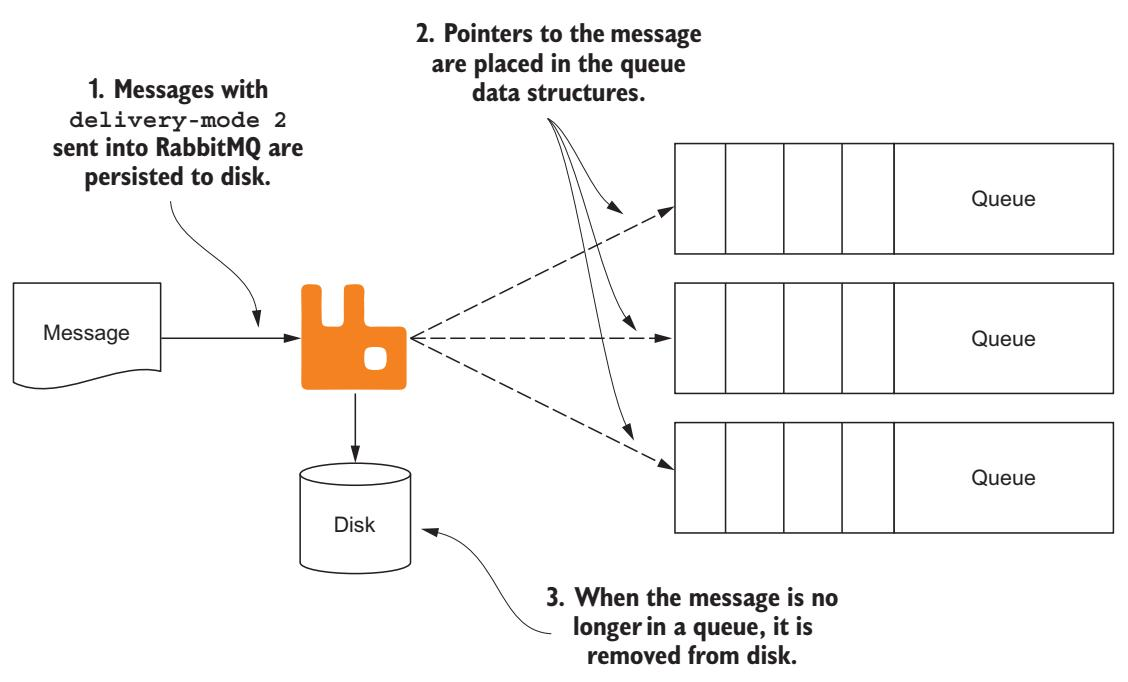 2. Pointers to the message
are placed in the queue
data structures.
1. Messages with
delivery-mode 2
sent into RabbitMQ are
persisted to disk.
Queue
Message
Queue
Queue
Disk
3. When the message is no
longer in a queue, it is
removed from disk.